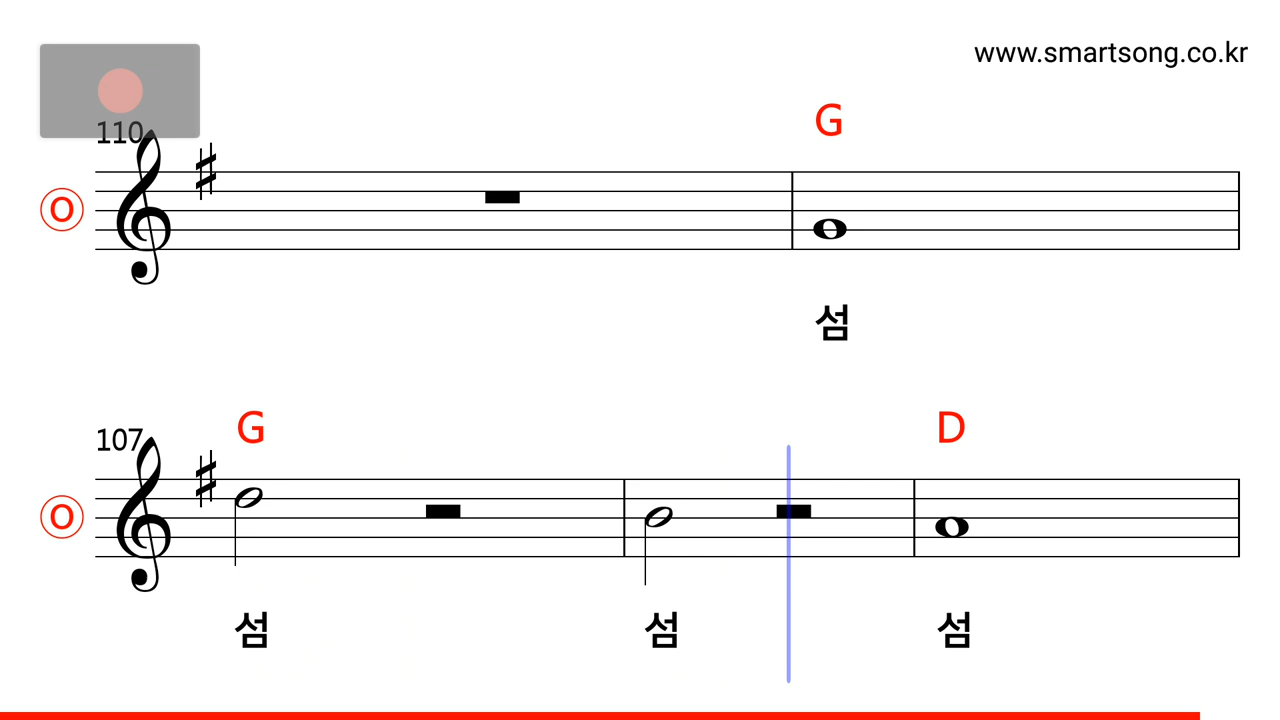 www.smartsong.co.kr
110
G
O
섬
107
G D
O
섬 섬 섬